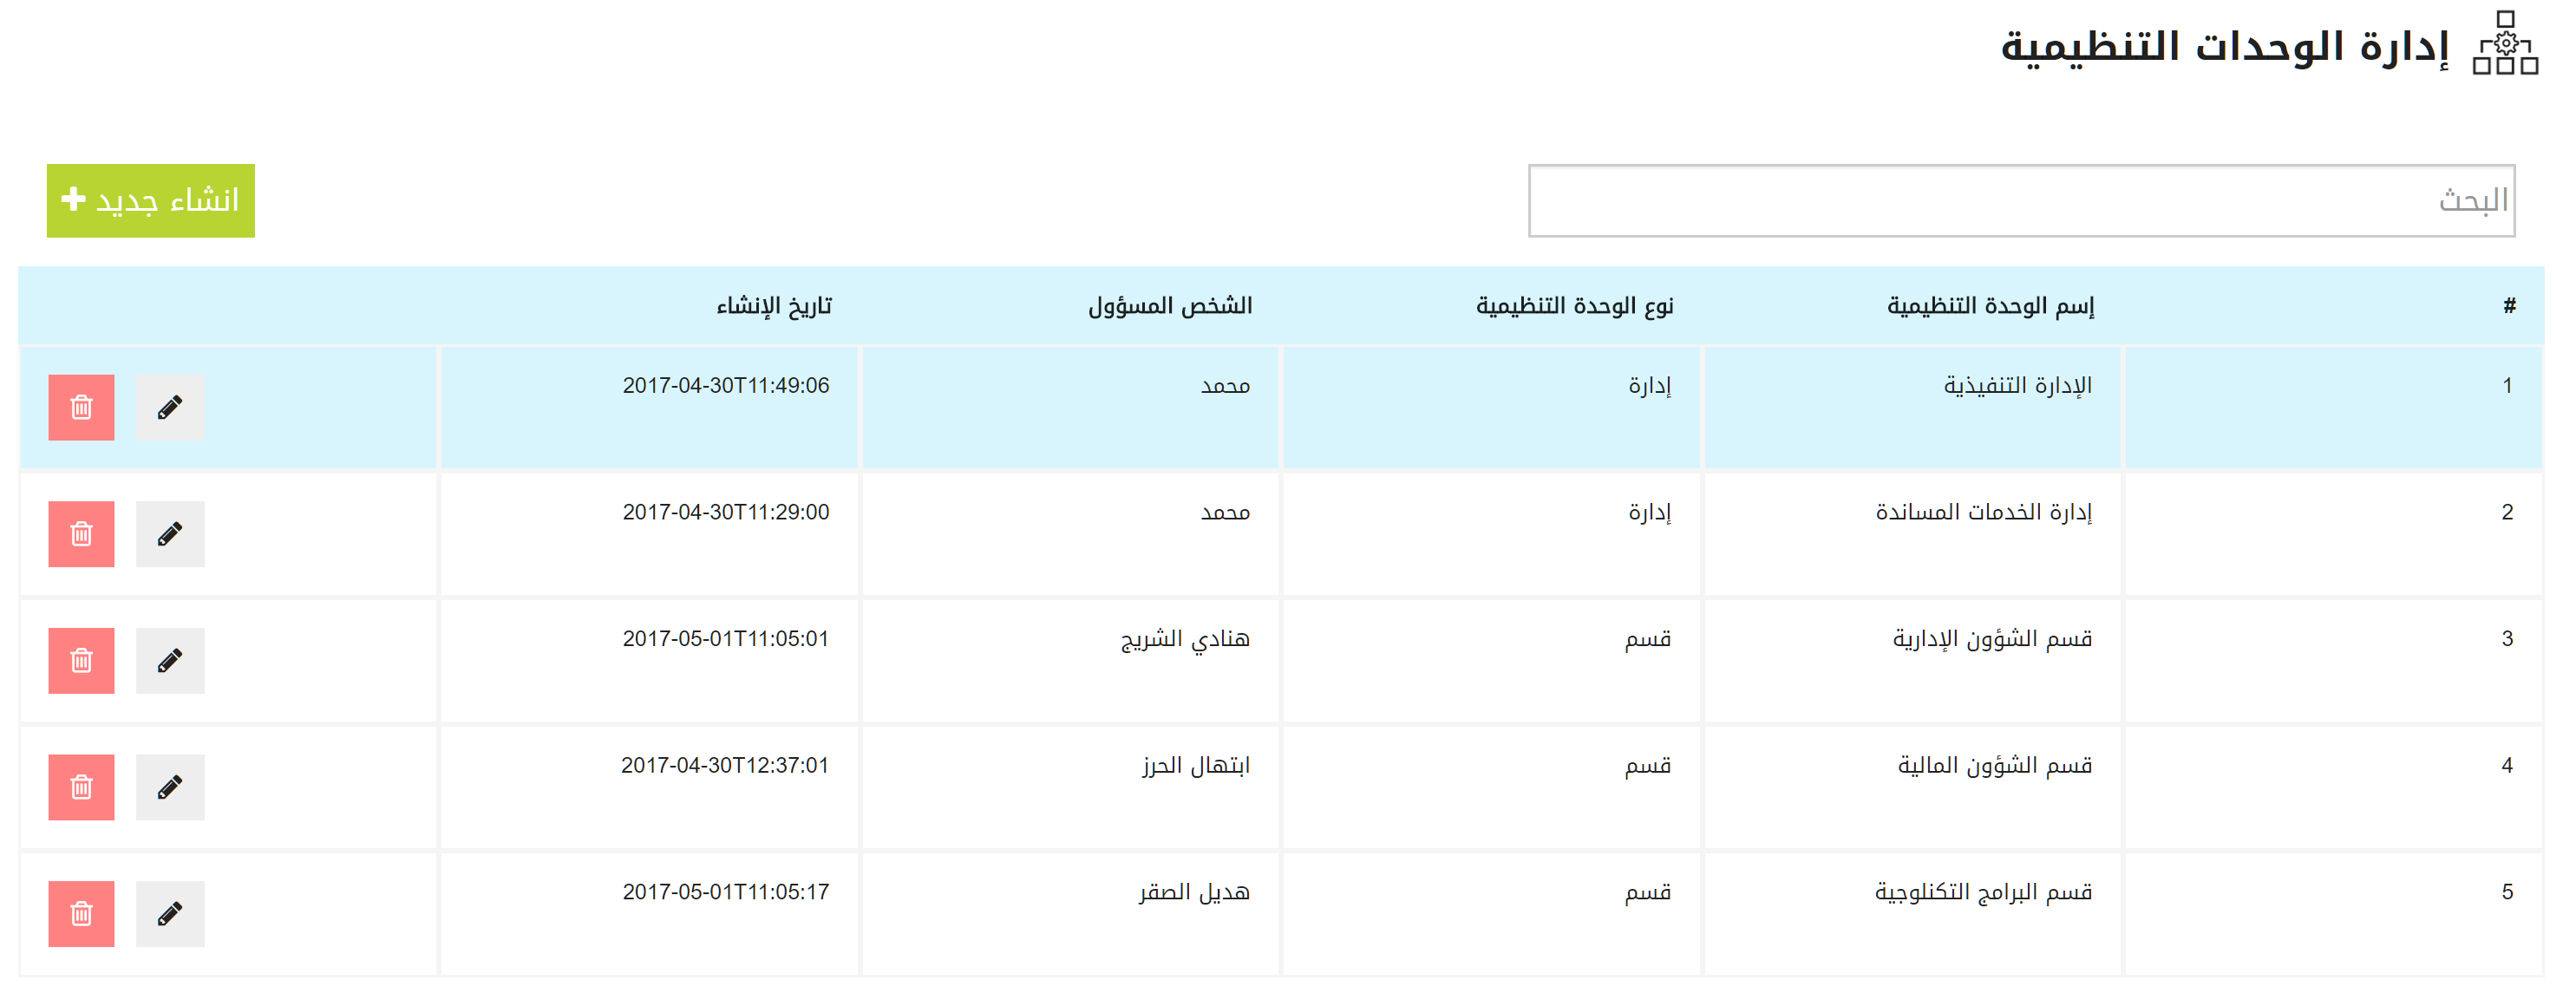 إدارة الوحدات التنظيمية
البحث
انشاء جديد
# إسم الوحدة التنظيمية نوع الوحدة التنظيمية الشخص المسؤول تاريخ الإنشاء
1 الإدارة التنفيذية إدارة محمد 2017-04-30T11:49:06
2 إدارة الخدمات المساندة إدارة محمد 2017-04-30T11:29:00
3 قسم الشؤون الإدارية قسم هنادي الشريج 2017-05-01T11:05:01
4 قسم الشؤون المالية قسم ابتهال الحرز 2017-04-30T12:37:01
5 قسم البرامج التكنلوجية قسم هديل الصقر 2017-05-01T11:05:17